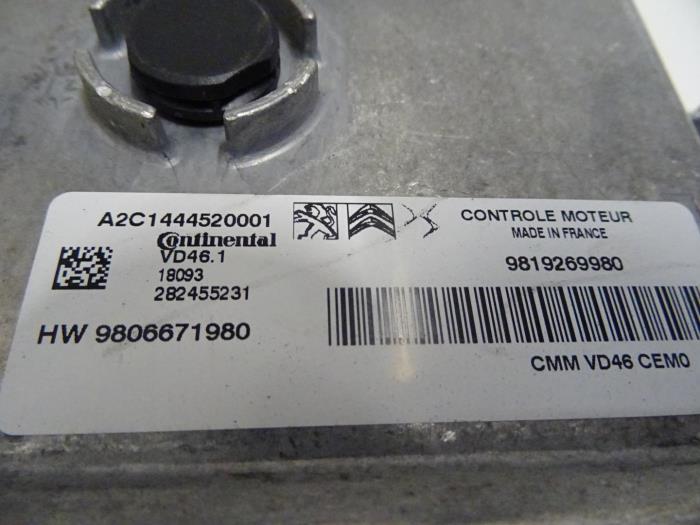 A2C1444520001
Continental
VD46.1
18093
282455231
HW 9806671980
CONTROLE MOTEUR
MADE IN FRANCE
9819269980
CMM VD46 CEM0